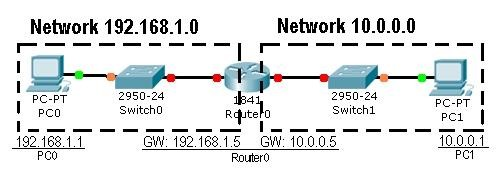 Network 192.168.1.0
Network 10.0.0.0
PC-PT
PC0
2950-24
Switch0
1841
Router0
2950-24
Switch1
PC-PT
PC1
192.168.1.1
PC0
GW: 192.168.1.5
Router0
GW: 10.0.0.5
10.0.0.1
PC1